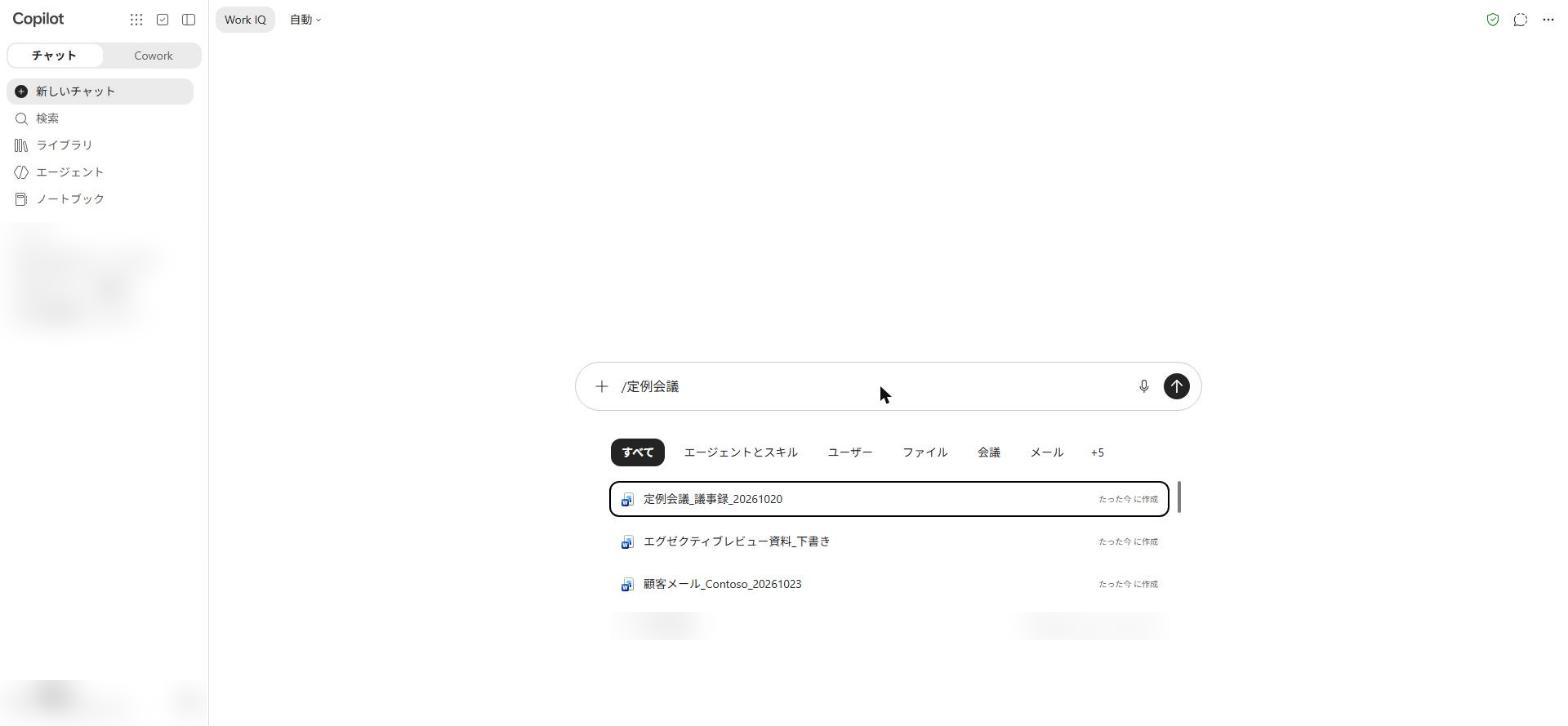 Copilot
チャット Cowork
新しいチャット
検索
ライブラリ
エージェント
ノートブック
Work IQ 自動
/定例会議
すべて エージェントとスキル ユーザー ファイル 会議 メール +5
定例会議_議事録_20261020 たった今 に作成
エグゼクティブレビュー資料_下書き たった今 に作成
顧客メール_Contoso_20261023 たった今 に作成